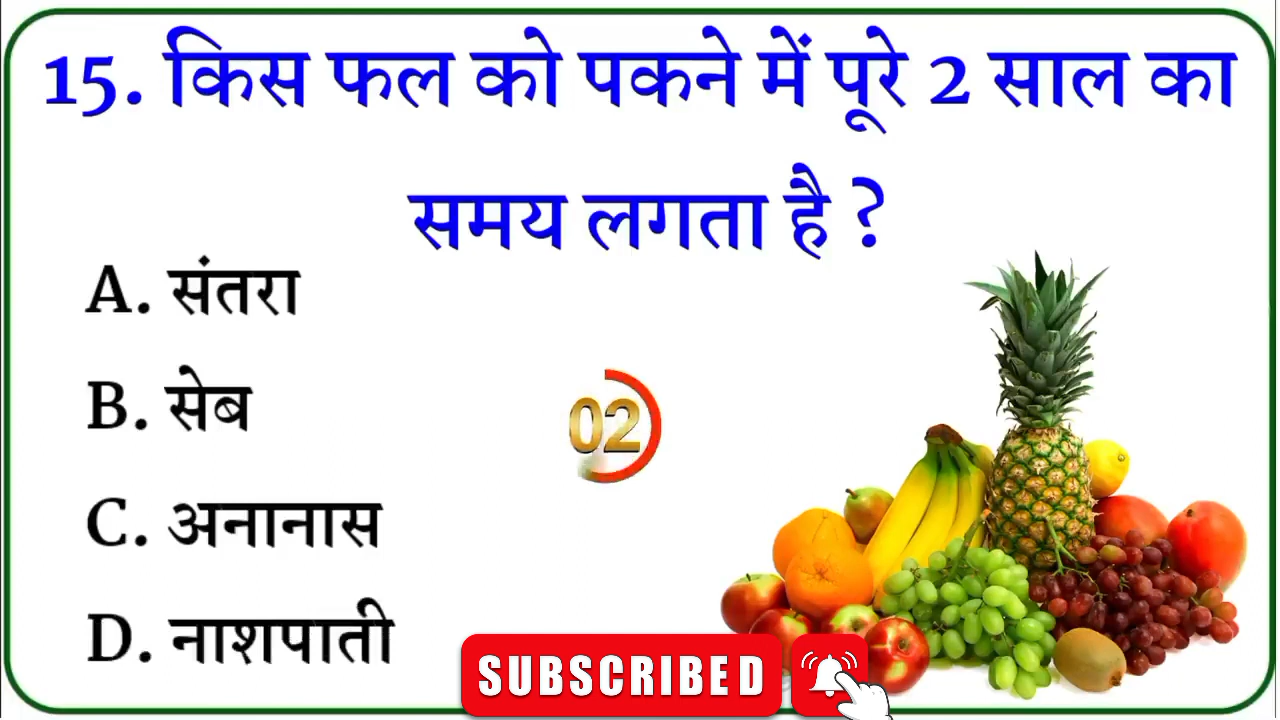 15. किस फल को पकने में पूरे 2 साल का
समय लगता है ?
A. संतरा
B. सेब
02
C. अनानास
D. नाशपाती
SUBSCRIBED